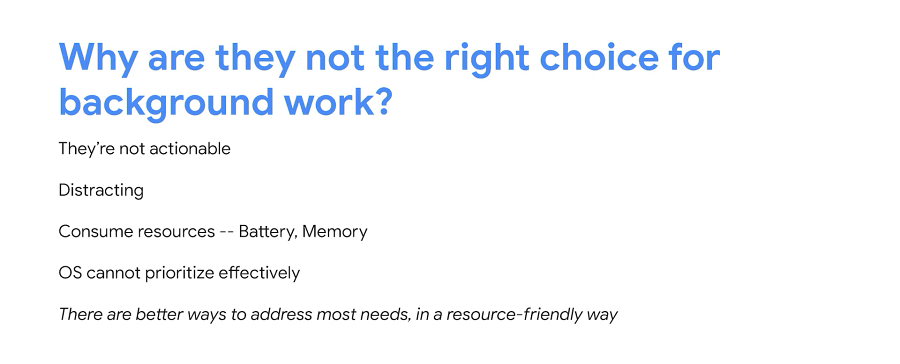 Why are they not the right choice for
background work?
They’re not actionable
Distracting
Consume resources -- Battery, Memory
OS cannot prioritize effectively
There are better ways to address most needs, in a resource-friendly way